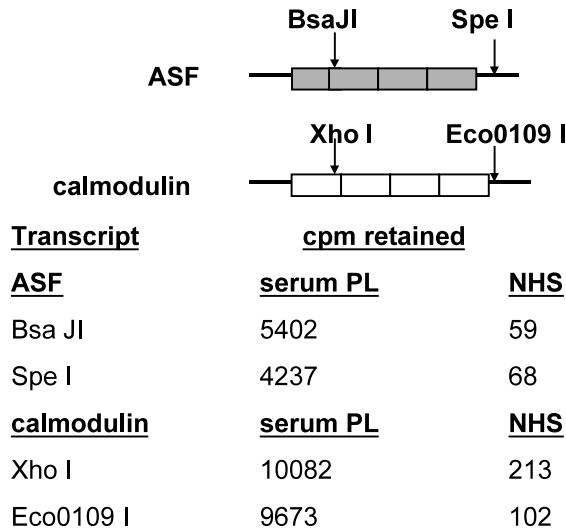 BsaJI Spe I
ASF
Xho I Eco0109 I
calmodulin
Transcript cpm retained
ASF serum PL NHS
Bsa JI 5402 59
Spe I 4237 68
calmodulin serum PL NHS
Xho I 10082 213
Eco0109 I 9673 102